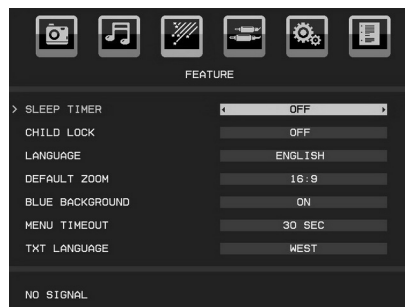 FEATURE
> SLEEP TIMER OFF
CHILD LOCK OFF
LANGUAGE ENGLISH
DEFAULT ZOOM 16:9
BLUE BACKGROUND ON
MENU TIMEOUT 30 SEC
TXT LANGUAGE WEST
NO SIGNAL